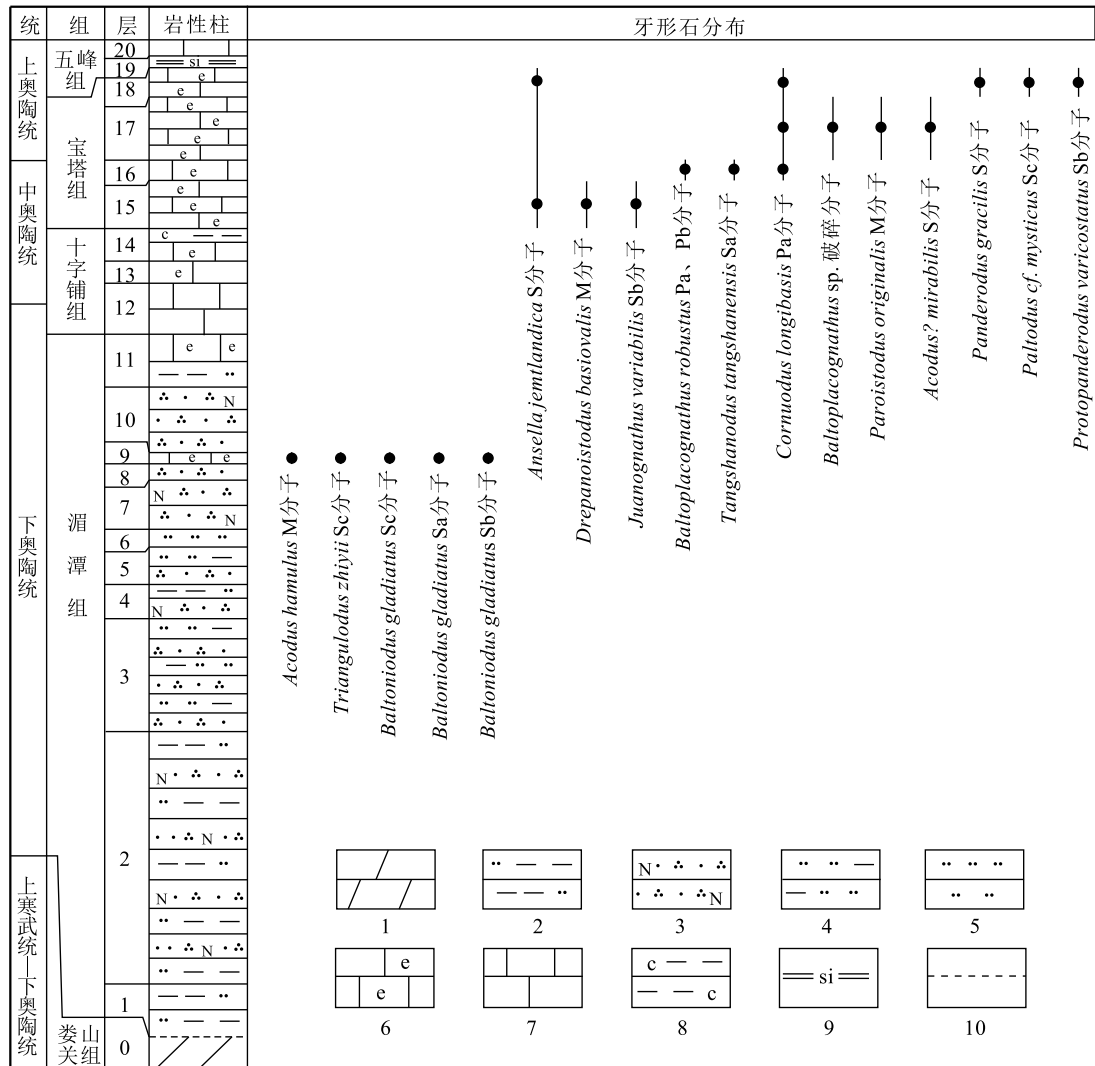 统 组 层 岩性柱 牙形石分布
上奥陶统
中奥陶统
下奥陶统
上寒武统—下奥陶统
五峰组
宝塔组
十字铺组
湄潭组
娄山关组
20
19
18
17
16
15
14
13
12
11
10
9
8
7
6
5
4
3
2
1
0
si
e
e
e
e
e
e
e
e
e
e
c
e
e
e e
N
e e
N
N
N
N
N
N
N
Acodus hamulus M分子
Triangulodus zhiyii Sc分子
Baltoniodus gladiatus Sc分子
Baltoniodus gladiatus Sa分子
Baltoniodus gladiatus Sb分子
Ansella jemtlandica S分子
Drepanoistodus basiovalis M分子
Juanognathus variabilis Sb分子
Baltoplacognathus robustus Pa、Pb分子
Tangshanodus tangshanensis Sa分子
Cornuodus longibasis Pa分子
Baltoplacognathus sp. 破碎分子
Paroistodus originalis M分子
Acodus? mirabilis S分子
Panderodus gracilis S分子
Paltodus cf. mysticus Sc分子
Protopanderodus varicostatus Sb分子
N
N
1 2 3 4 5
e
e
c
c
si
6 7 8 9 10